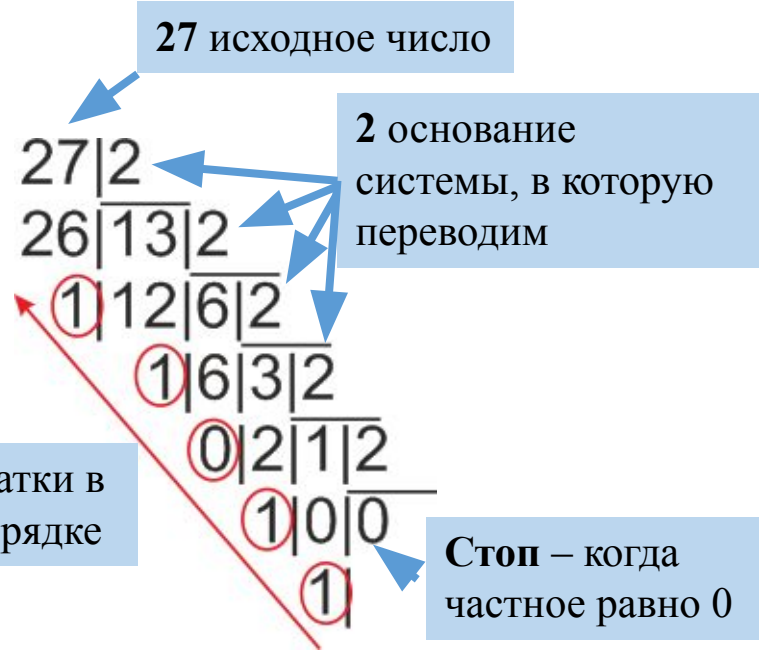 27 исходное число
2 основание
системы, в которую
переводим
27|2
26|13|2
1|12|6|2
1|6|3|2
0|2|1|2
1|0|0
1|
атки в
рядке
Стоп – когда
частное равно 0